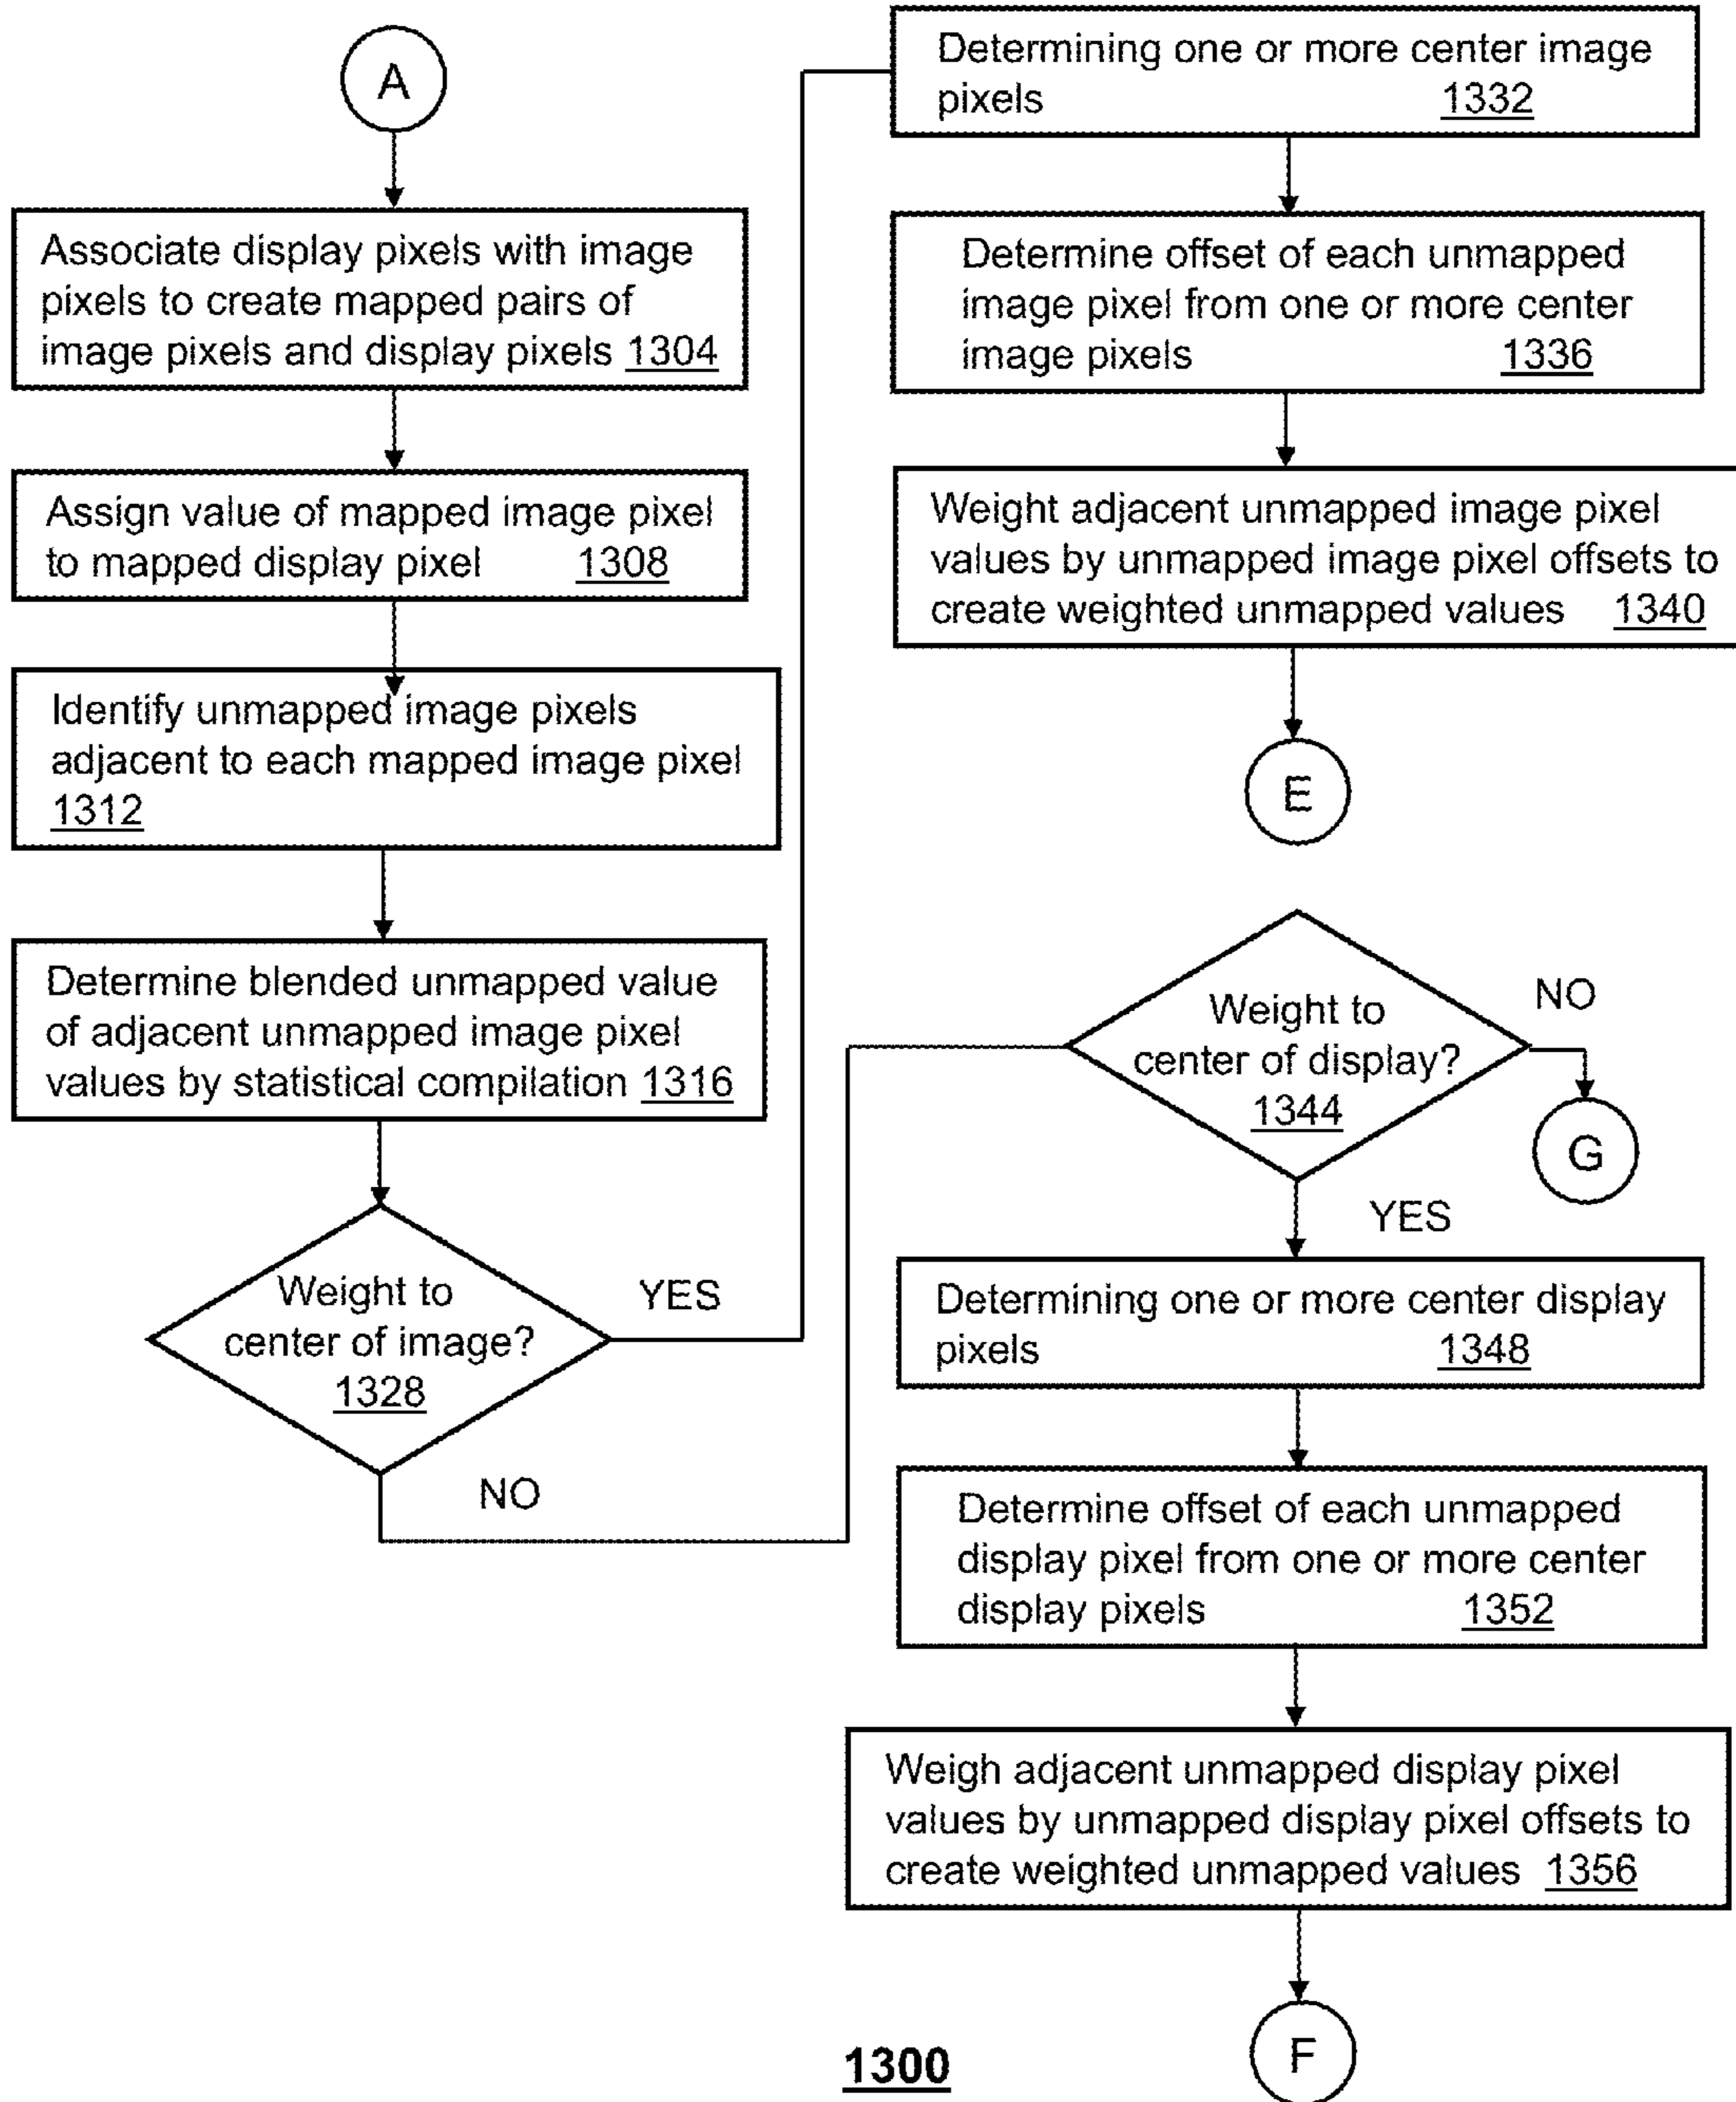 A
Associate display pixels with image
pixels to create mapped pairs of
image pixels and display pixels 1304
Assign value of mapped image pixel
to mapped display pixel 1308
Identify unmapped image pixels
adjacent to each mapped image pixel
1312
Determine blended unmapped value
of adjacent unmapped image pixel
values by statistical compilation 1316
Weight to
center of image?
1328
YES
NO
Determining one or more center image
pixels 1332
Determine offset of each unmapped
image pixel from one or more center
image pixels 1336
Weight adjacent unmapped image pixel
values by unmapped image pixel offsets to
create weighted unmapped values 1340
E
Weight to
center of display?
1344
NO
G
YES
Determining one or more center display
pixels 1348
Determine offset of each unmapped
display pixel from one or more center
display pixels 1352
Weigh adjacent unmapped display pixel
values by unmapped display pixel offsets to
create weighted unmapped values 1356
F
1300